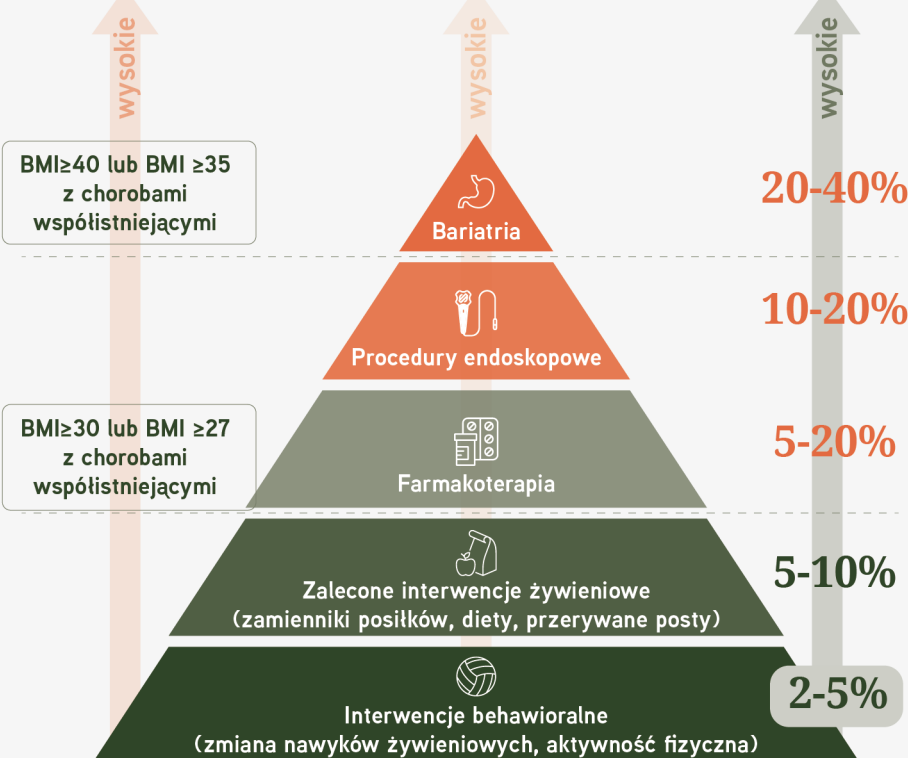 wysokie
wysokie
wysokie
BMI≥40 lub BMI ≥35
z chorobami
współistniejącymi
Bariatria
20-40%
Procedury endoskopowe
10-20%
BMI≥30 lub BMI ≥27
z chorobami
współistniejącymi
Farmakoterapia
5-20%
Zalecone interwencje żywieniowe
(zamienniki posiłków, diety, przerywane posty)
5-10%
Interwencje behawioralne
(zmiana nawyków żywieniowych, aktywność fizyczna)
2-5%